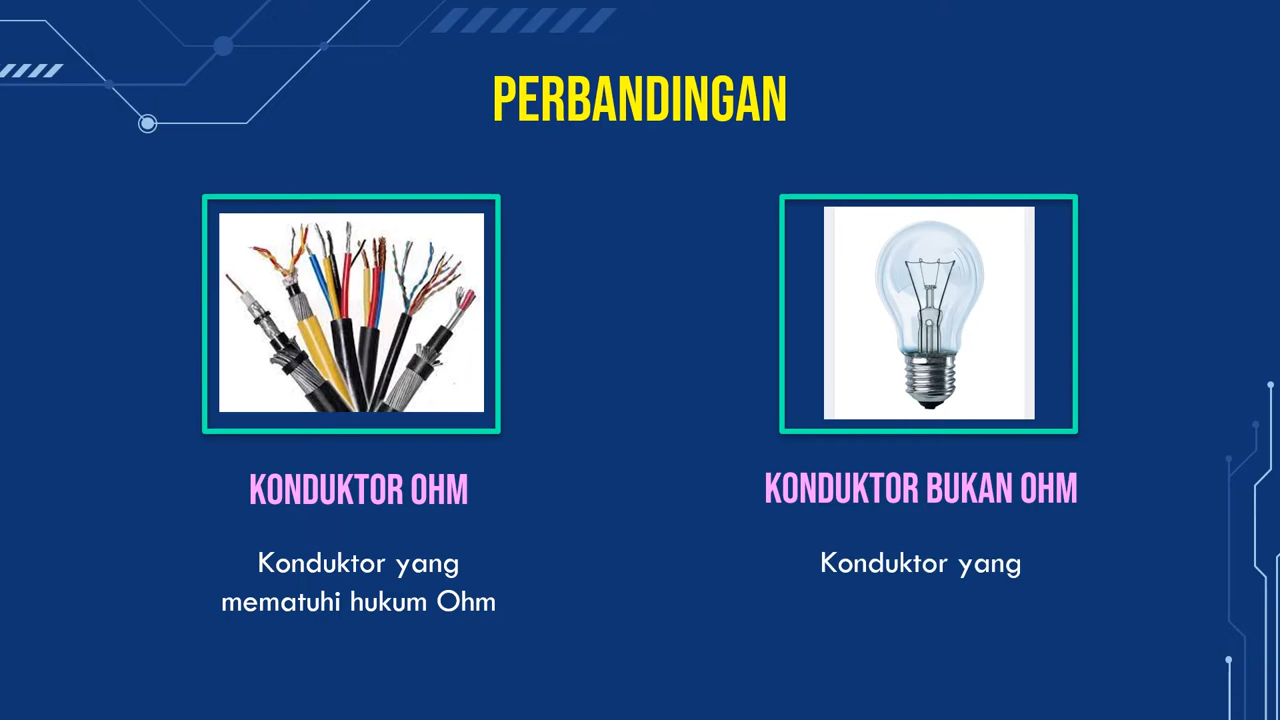 PERBANDINGAN
KONDUKTOR OHM
Konduktor yang
mematuhi hukum Ohm
KONDUKTOR BUKAN OHM
Konduktor yang